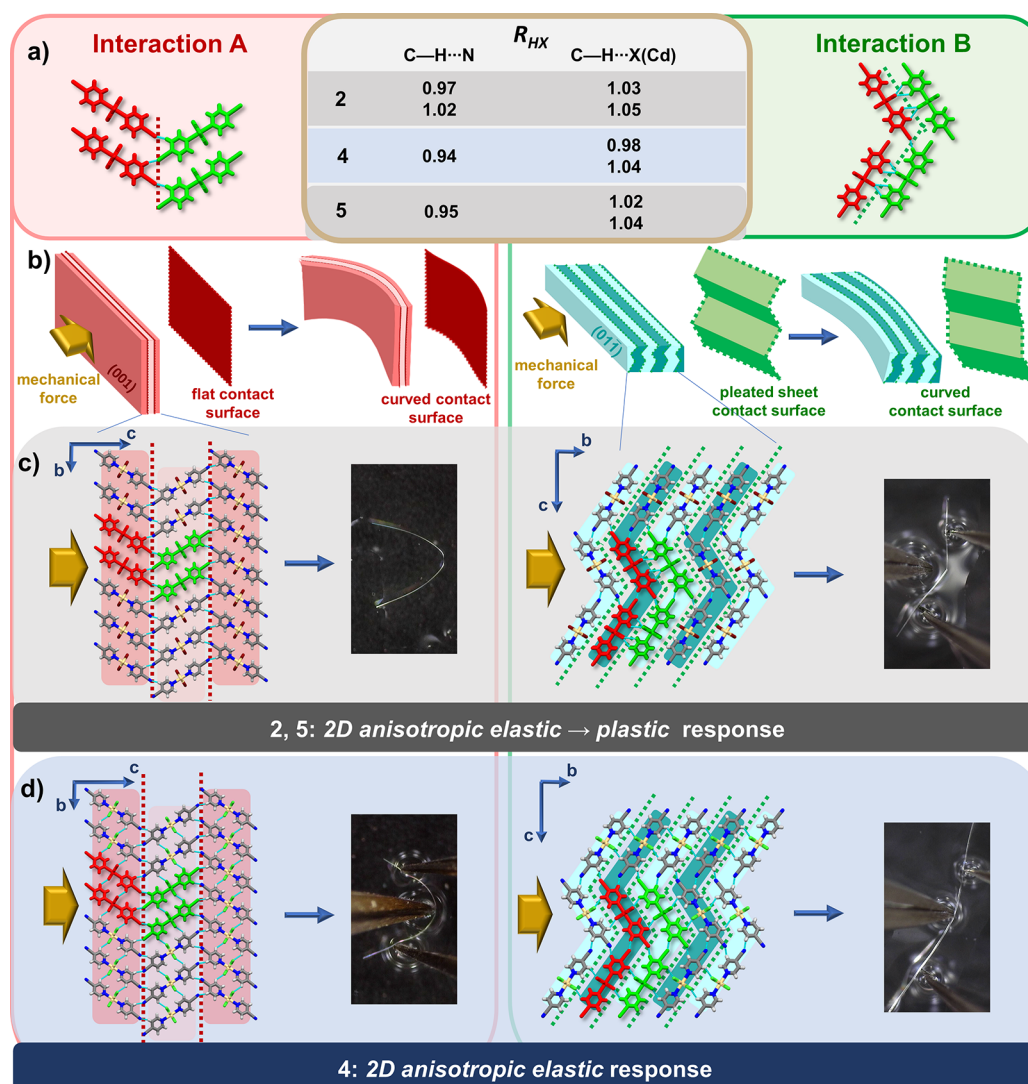 a)
Interaction A
R_HX
C—H···N
C—H···X(Cd)
2
0.97
1.02
1.03
1.05
4
0.94
0.98
1.04
5
0.95
1.02
1.04
Interaction B
b)
mechanical
force
(001)
flat contact
surface
curved contact
surface
mechanical
force
(011)
pleated sheet
contact surface
curved
contact surface
c)
c
b
b
c
2, 5: 2D anisotropic elastic → plastic response
d)
c
b
b
c
4: 2D anisotropic elastic response